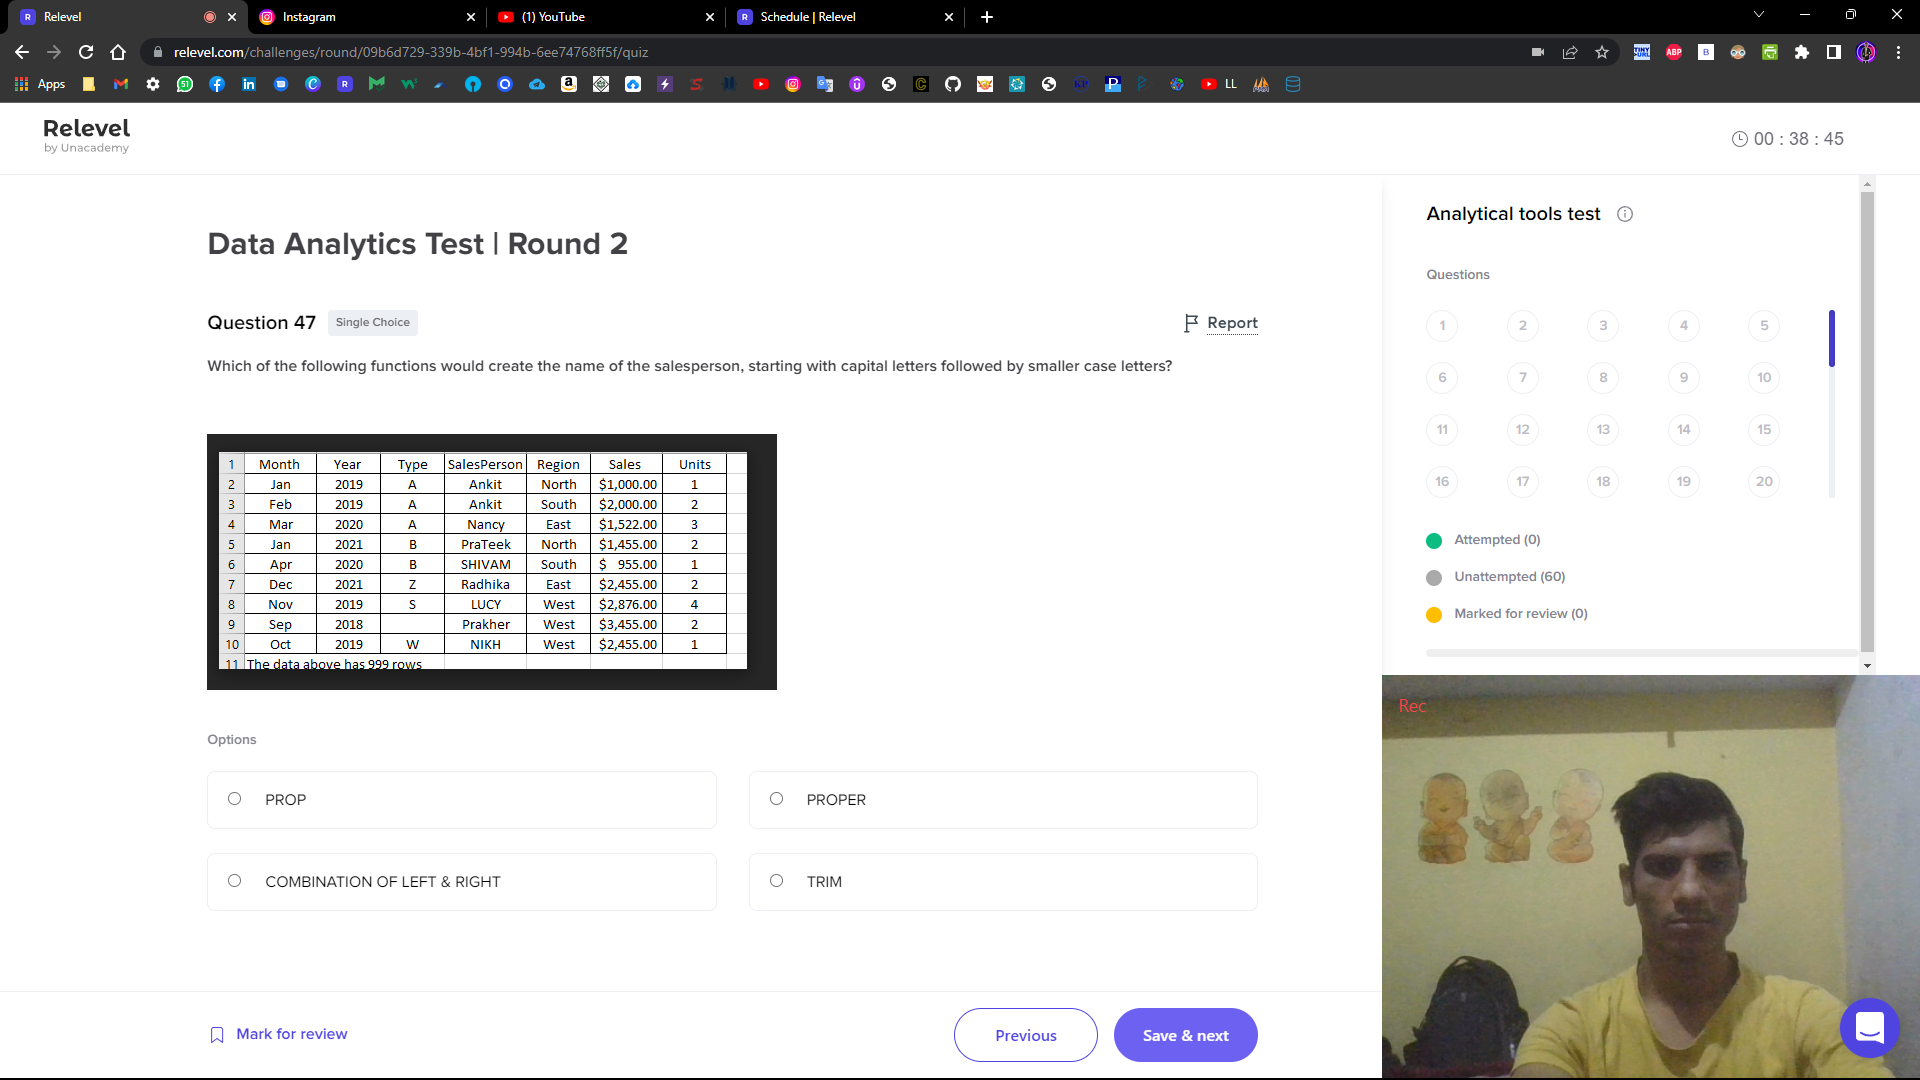 Relevel
Instagram
(1) YouTube
Schedule | Relevel
relevel.com/challenges/round/09b6d729-339b-4bf1-994b-6ee74768ff5f/quiz
Apps
LL
Relevel
by Unacademy
00 : 38 : 45
Data Analytics Test | Round 2
Question 47
Single Choice
Report
Which of the following functions would create the name of the salesperson, starting with capital letters followed by smaller case letters?
1 Month Year Type SalesPerson Region Sales Units
2 Jan 2019 A Ankit North $1,000.00 1
3 Feb 2019 A Ankit South $2,000.00 2
4 Mar 2020 A Nancy East $1,522.00 3
5 Jan 2021 B PraTeek North $1,455.00 2
6 Apr 2020 B SHIVAM South $ 955.00 1
7 Dec 2021 Z Radhika East $2,455.00 2
8 Nov 2019 S LUCY West $2,876.00 4
9 Sep 2018 Prakher West $3,455.00 2
10 Oct 2019 W NIKH West $2,455.00 1
11 The data above has 999 rows
Options
PROP
PROPER
COMBINATION OF LEFT & RIGHT
TRIM
Mark for review
Previous
Save & next
Analytical tools test
Questions
1 2 3 4 5
6 7 8 9 10
11 12 13 14 15
16 17 18 19 20
Attempted (0)
Unattempted (60)
Marked for review (0)
Rec